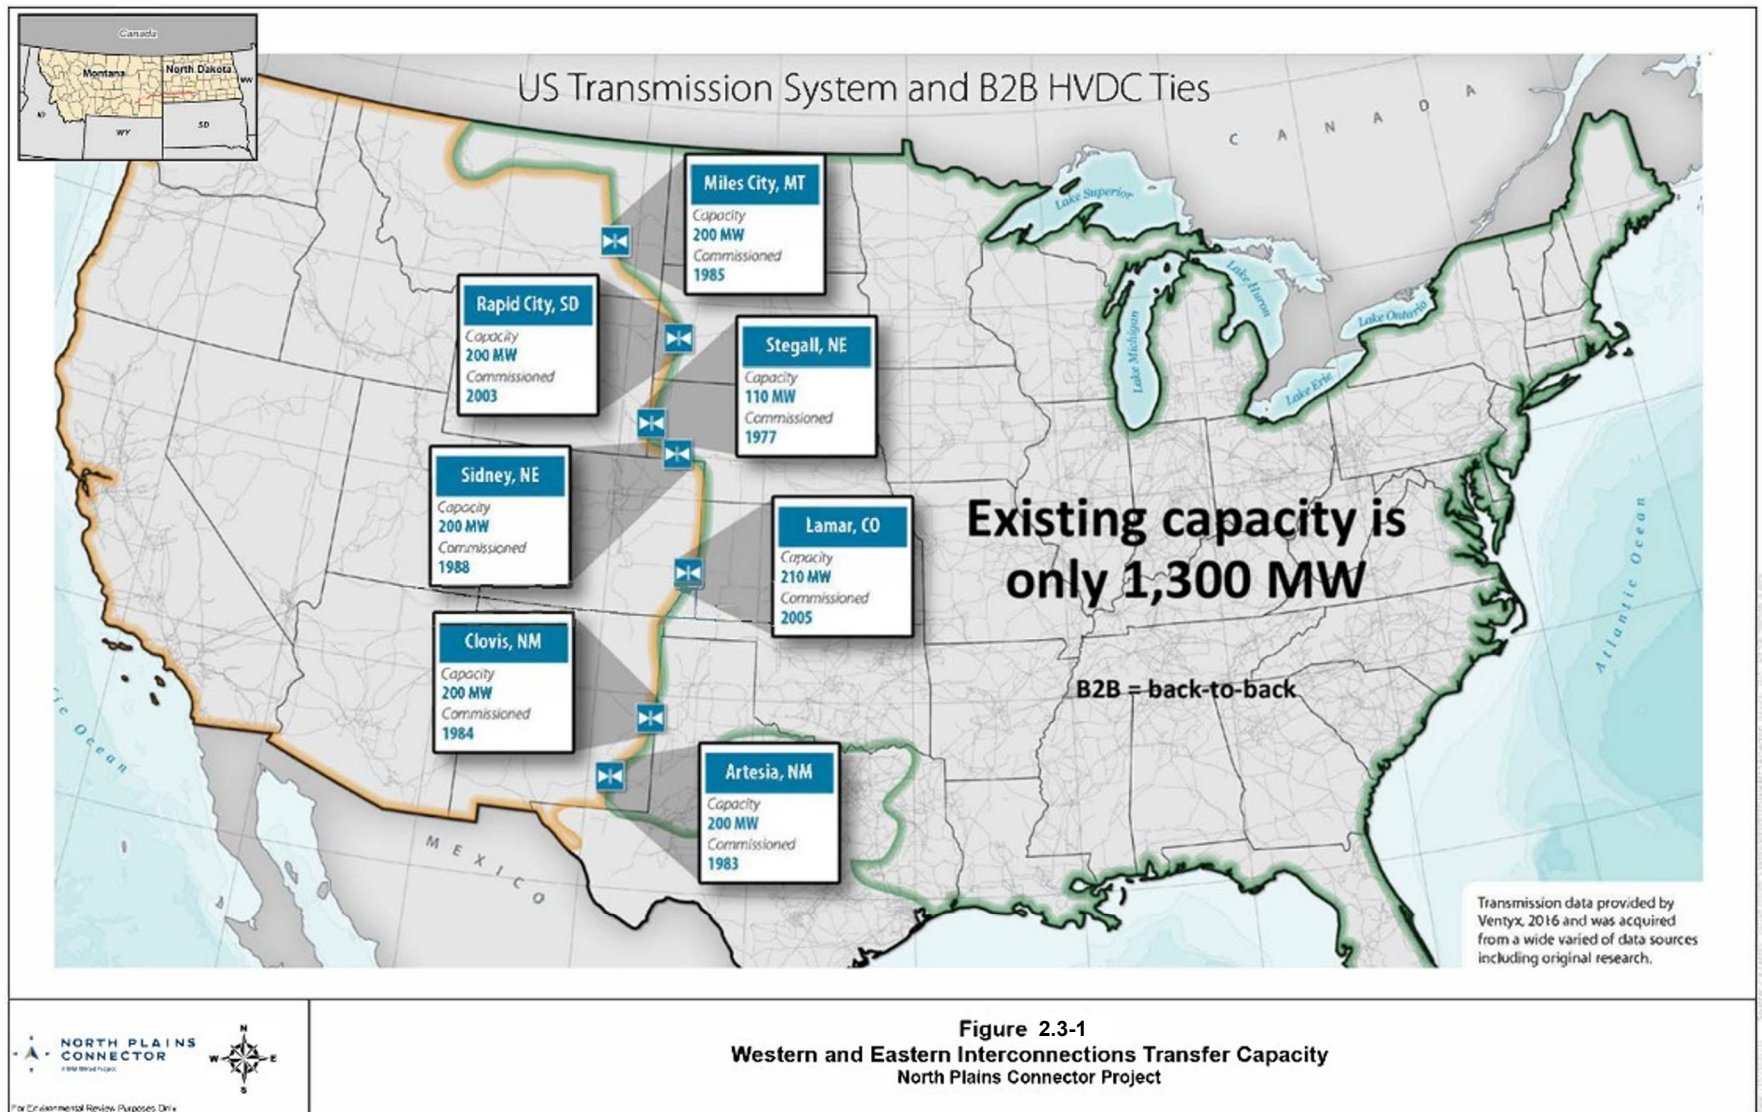 Canada
Montana
North Dakota
MN
ID
WY
SD
US Transmission System and B2B HVDC Ties
C A N A D A
Miles City, MT
Capacity
200 MW
Commissioned
1985
Lake Superior
Rapid City, SD
Capacity
200 MW
Commissioned
2003
Stegall, NE
Capacity
110 MW
Commissioned
1977
Lake Michigan
Lake Huron
Lake Ontario
Lake Erie
Sidney, NE
Capacity
200 MW
Commissioned
1988
Lamar, CO
Capacity
210 MW
Commissioned
2005
Existing capacity is
only 1,300 MW
Atlantic Ocean
Clovis, NM
Capacity
200 MW
Commissioned
1984
B2B = back-to-back
ic Ocean
Artesia, NM
Capacity
200 MW
Commissioned
1983
M E X I C O
Transmission data provided by
Ventyx, 2016 and was acquired
from a wide varied of data sources
including original research.
NORTH PLAINS
CONNECTOR
N
W
E
S
For Environmental Review Purposes Only
Figure 2.3-1
Western and Eastern Interconnections Transfer Capacity
North Plains Connector Project